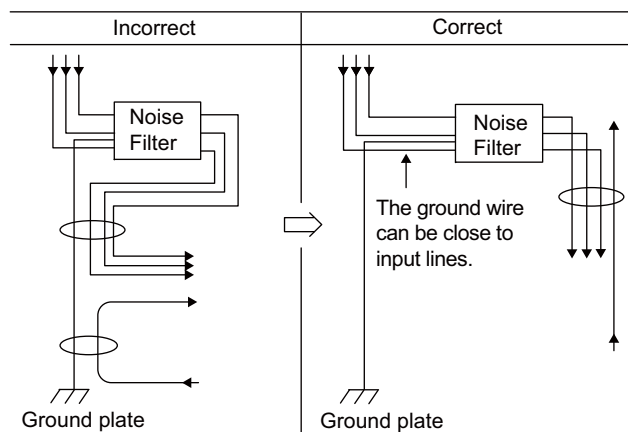 Incorrect
Correct
Noise
Filter
Ground plate
Noise
Filter
The ground wire
can be close to
input lines.
Ground plate